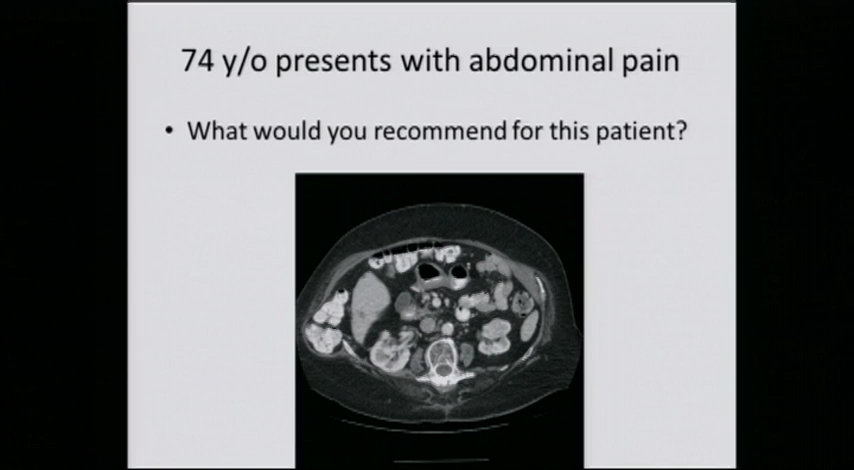 74 y/o presents with abdominal pain
• What would you recommend for this patient?